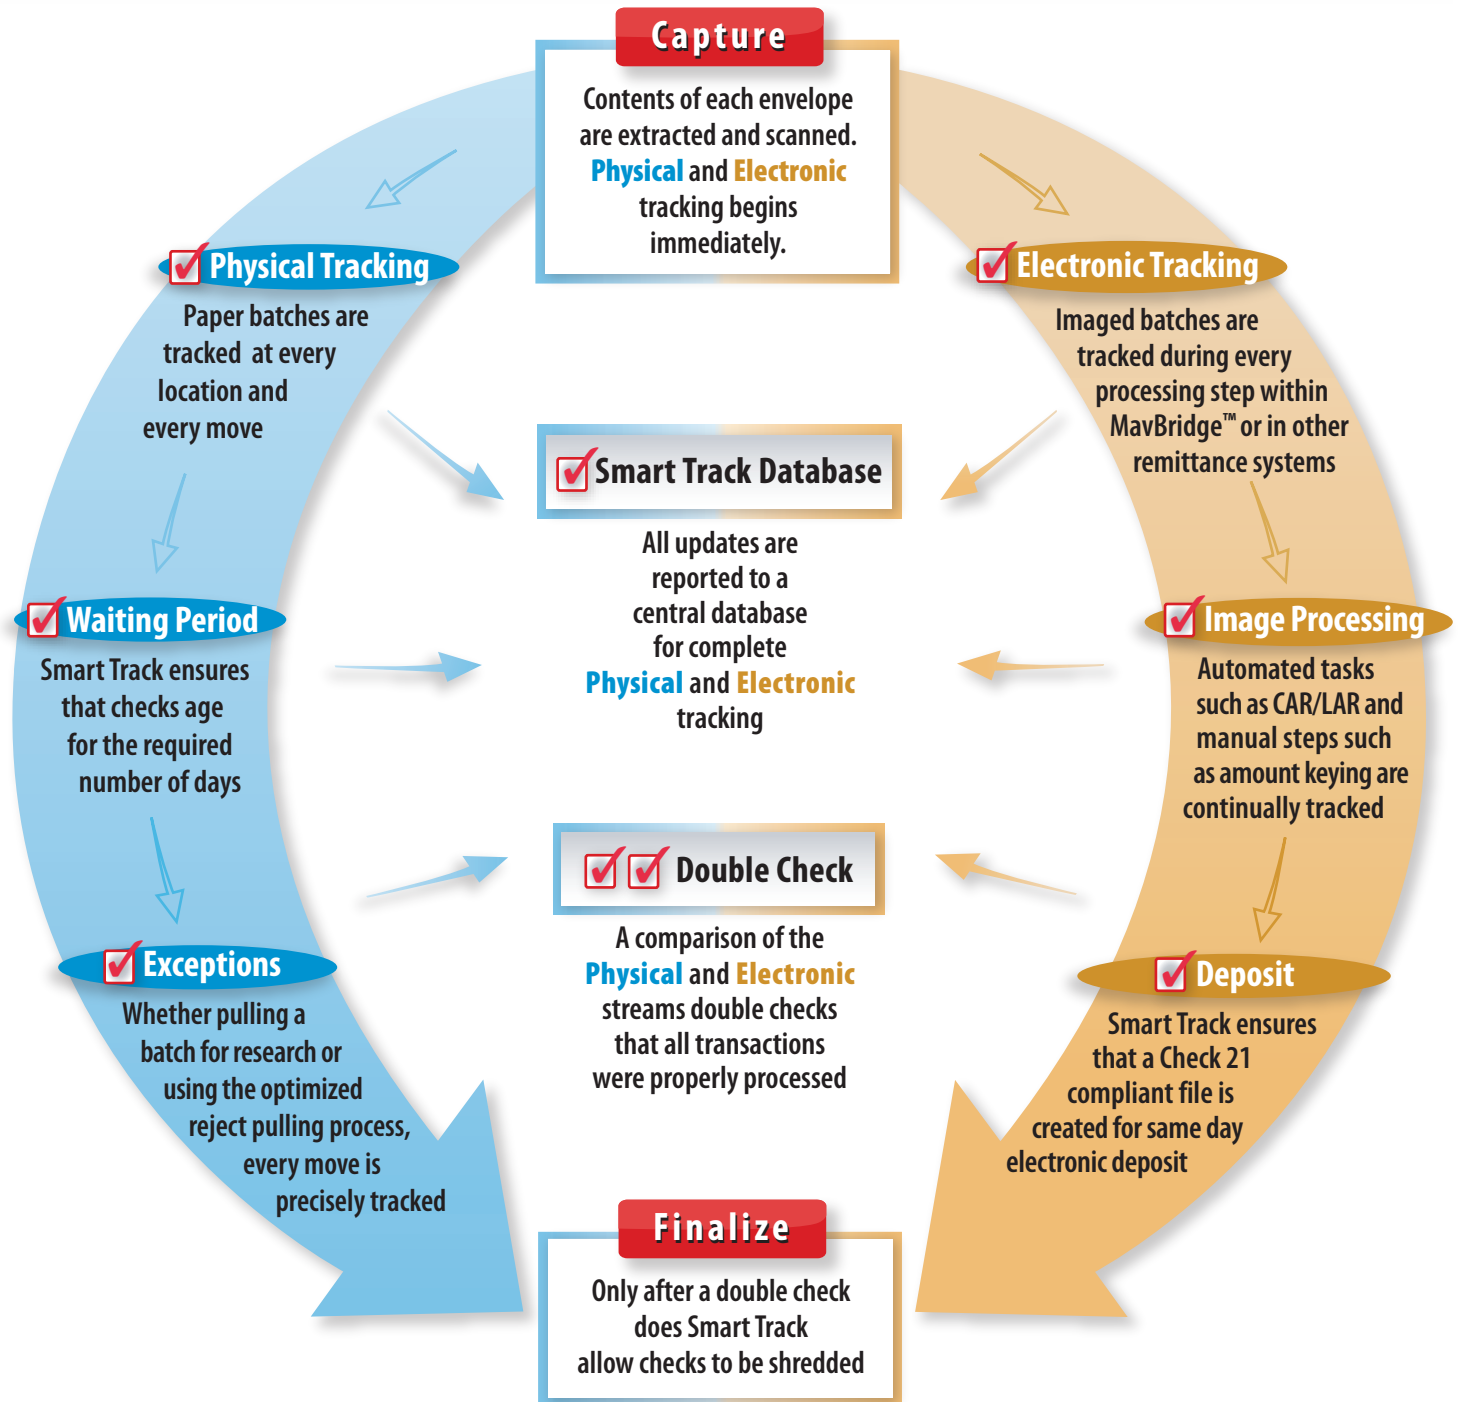 Capture
Contents of each envelope
are extracted and scanned.
Physical and Electronic
tracking begins
immediately.
Physical Tracking
Paper batches are
tracked at every
location and
every move
Electronic Tracking
Imaged batches are
tracked during every
processing step within
MavBridge™ or in other
remittance systems
Smart Track Database
All updates are
reported to a
central database
for complete
Physical and Electronic
tracking
Waiting Period
Smart Track ensures
that checks age
for the required
number of days
Image Processing
Automated tasks
such as CAR/LAR and
manual steps such
as amount keying are
continually tracked
Double Check
A comparison of the
Physical and Electronic
streams double checks
that all transactions
were properly processed
Exceptions
Whether pulling a
batch for research or
using the optimized
reject pulling process,
every move is
precisely tracked
Deposit
Smart Track ensures
that a Check 21
compliant file is
created for same day
electronic deposit
Finalize
Only after a double check
does Smart Track
allow checks to be shredded